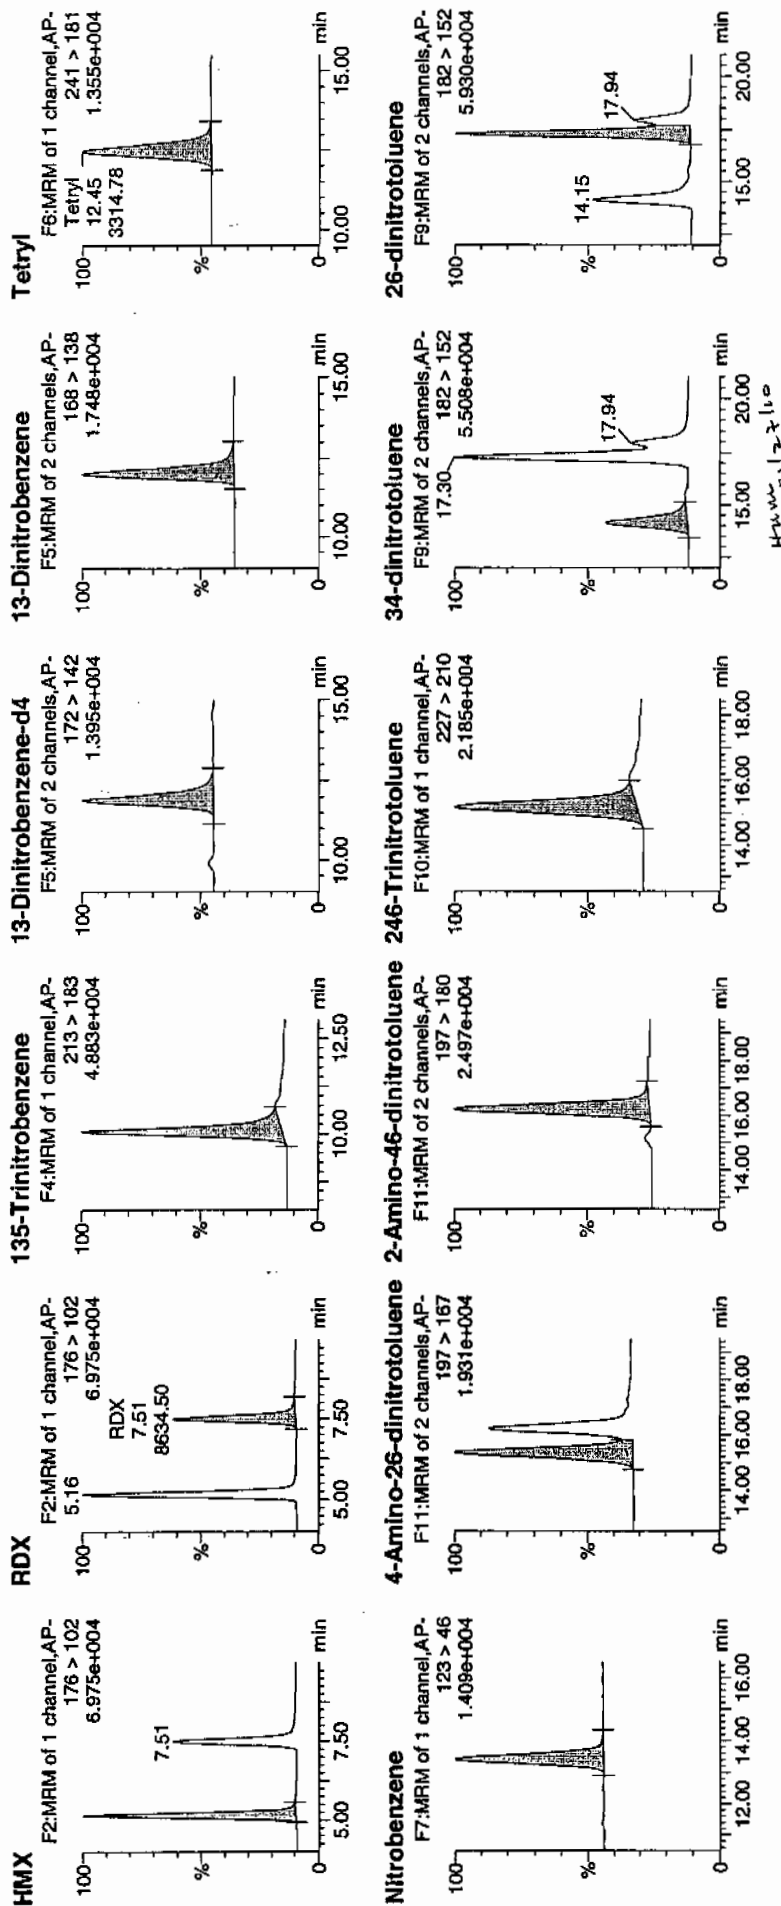 HMX
F2:MRM of 1 channel,AP-
176 > 102
6.975e+004
100
7.51
%
0
5.00 7.50 min
RDX
F2:MRM of 1 channel,AP-
176 > 102
6.975e+004
100
5.16
RDX
7.51
8634.50
%
0
5.00 7.50 min
135-Trinitrobenzene
F4:MRM of 1 channel,AP-
213 > 183
4.883e+004
100
%
0
10.00 12.50 min
13-Dinitrobenzene-d4
F5:MRM of 2 channels,AP-
172 > 142
1.395e+004
100
%
0
10.00 15.00 min
13-Dinitrobenzene
F5:MRM of 2 channels,AP-
168 > 138
1.748e+004
100
%
0
10.00 15.00 min
Tetryl
F6:MRM of 1 channel,AP-
241 > 181
1.355e+004
100
Tetryl
12.45
3314.78
%
0
10.00 15.00 min
Nitrobenzene
F7:MRM of 1 channel,AP-
123 > 46
1.409e+004
100
%
0
12.00 14.00 16.00 min
4-Amino-26-dinitrotoluene
F11:MRM of 2 channels,AP-
197 > 167
1.931e+004
100
%
0
14.00 16.00 18.00 min
2-Amino-46-dinitrotoluene
F11:MRM of 2 channels,AP-
197 > 180
2.497e+004
100
%
0
14.00 16.00 18.00 min
246-Trinitrotoluene
F10:MRM of 1 channel,AP-
227 > 210
2.185e+004
100
%
0
14.00 16.00 18.00 min
34-dinitrotoluene
F9:MRM of 2 channels,AP-
182 > 152
5.508e+004
100
17.30
17.94
%
0
15.00 20.00 min
26-dinitrotoluene
F9:MRM of 2 channels,AP-
182 > 152
5.930e+004
100
14.15
17.94
%
0
15.00 20.00 min